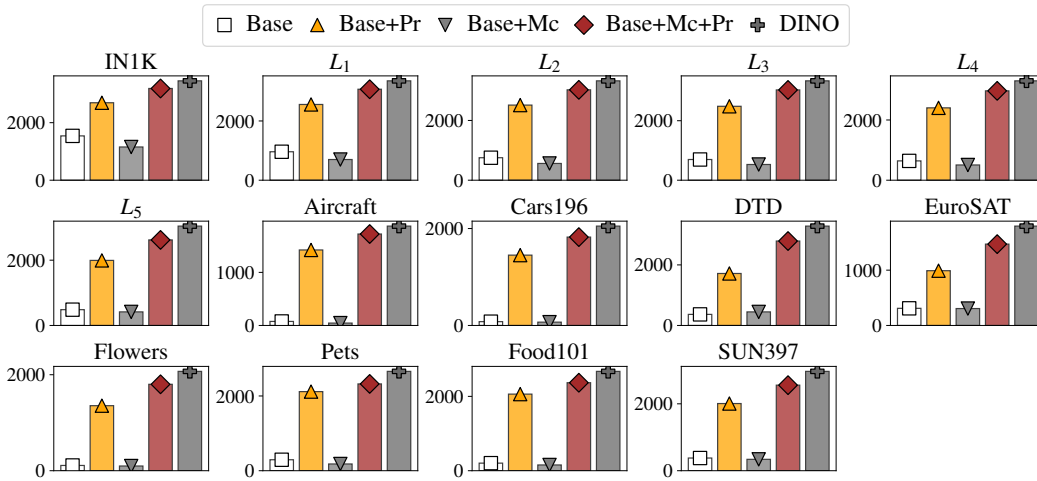 Base Base+Pr Base+Mc Base+Mc+Pr DINO
IN1K L₁ L₂ L₃ L₄
2000 2000 2000 2000 2000
0 0 0 0 0
L₅ Aircraft Cars196 DTD EuroSAT
2000 1000 2000 2000 1000
0 0 0 0 0
Flowers Pets Food101 SUN397
2000 2000 2000 2000
0 0 0 0